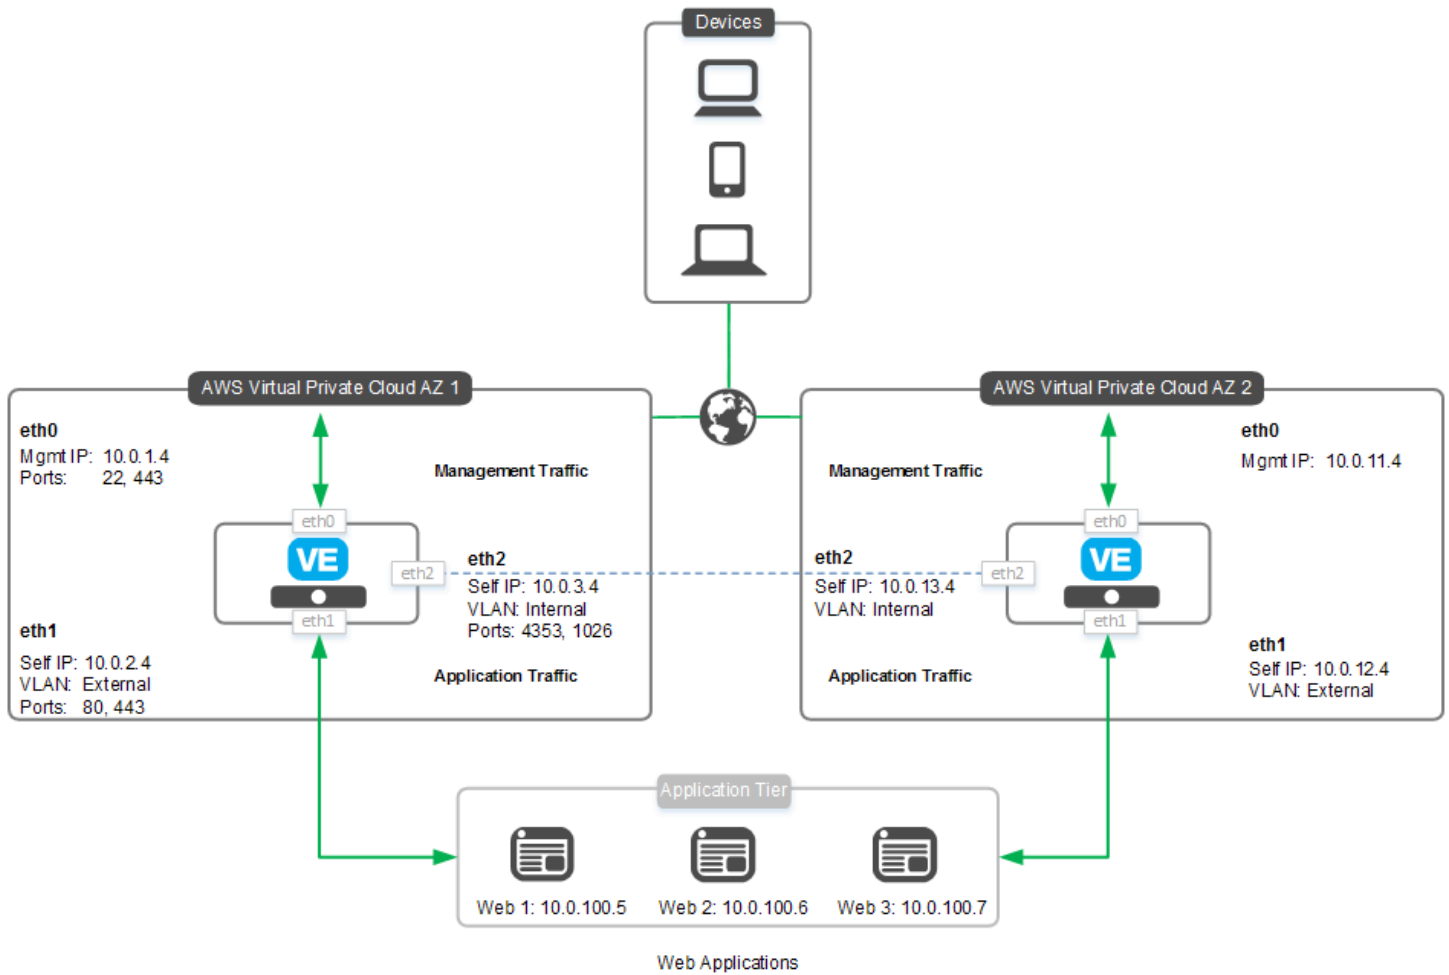 Devices
AWS Virtual Private Cloud AZ 1
eth0
Mgmt IP: 10.0.1.4
Ports: 22, 443
Management Traffic
eth0
VE
eth2
eth1
eth2
Self IP: 10.0.3.4
VLAN: Internal
Ports: 4353, 1026
eth1
Self IP: 10.0.2.4
VLAN: External
Ports: 80, 443
Application Traffic
AWS Virtual Private Cloud AZ 2
Management Traffic
eth0
Mgmt IP: 10.0.11.4
eth2
Self IP: 10.0.13.4
VLAN: Internal
eth0
VE
eth2
eth1
Application Traffic
eth1
Self IP: 10.0.12.4
VLAN: External
Application Tier
Web 1: 10.0.100.5
Web 2: 10.0.100.6
Web 3: 10.0.100.7
Web Applications